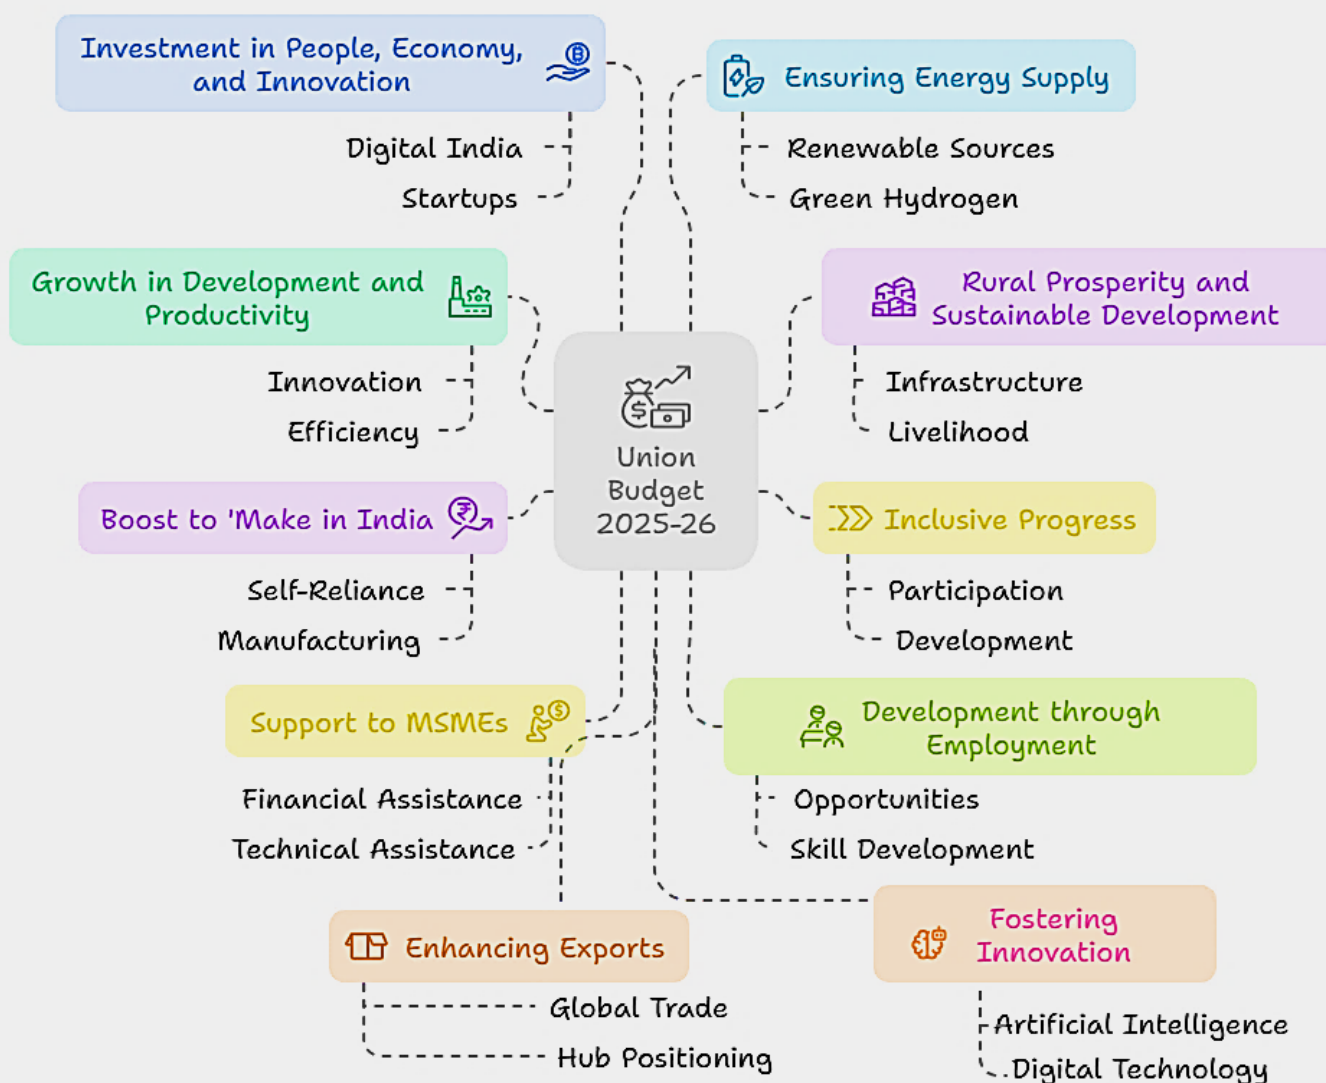 Investment in People, Economy,
and Innovation
Digital India
Startups
Ensuring Energy Supply
Renewable Sources
Green Hydrogen
Growth in Development and
Productivity
Innovation
Efficiency
Rural Prosperity and
Sustainable Development
Infrastructure
Livelihood
Union
Budget
2025-26
Boost to 'Make in India
Self-Reliance
Manufacturing
Inclusive Progress
Participation
Development
Support to MSMEs
Financial Assistance
Technical Assistance
Development through
Employment
Opportunities
Skill Development
Enhancing Exports
Global Trade
Hub Positioning
Fostering
Innovation
Artificial Intelligence
Digital Technology